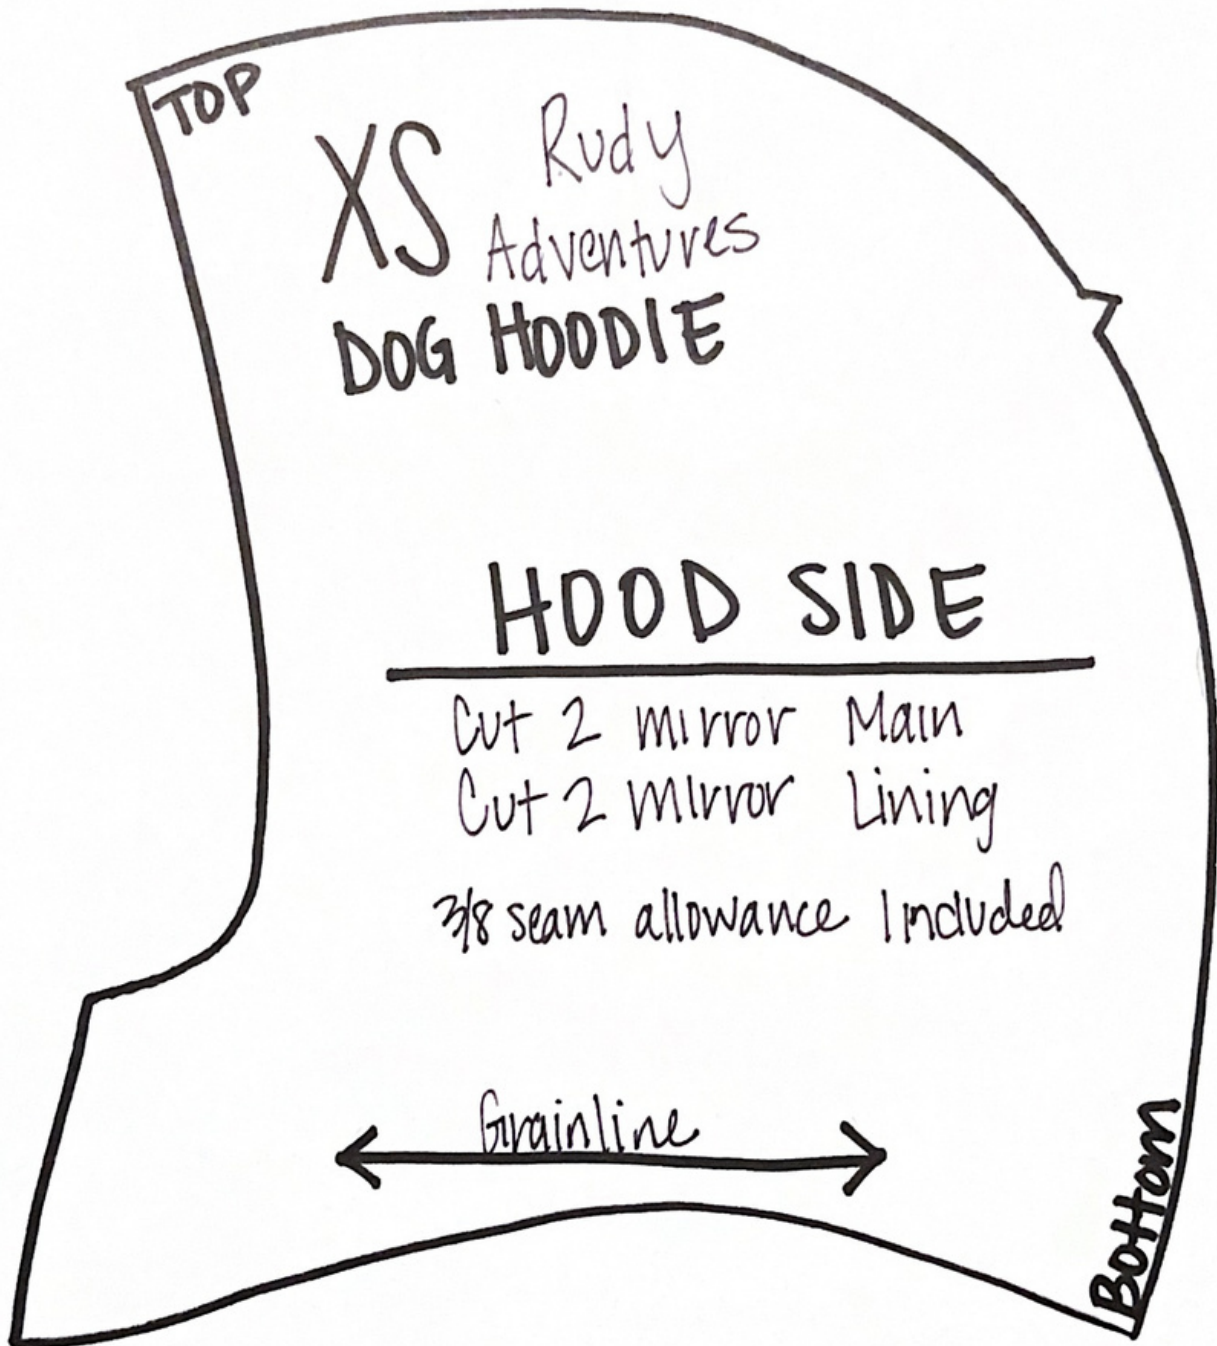 TOP
XS Rudy
Adventures
DOG HOODIE
HOOD SIDE
Cut 2 mirror Main
Cut 2 mirror Lining
3/8 seam allowance Included
Grainline
Bottom